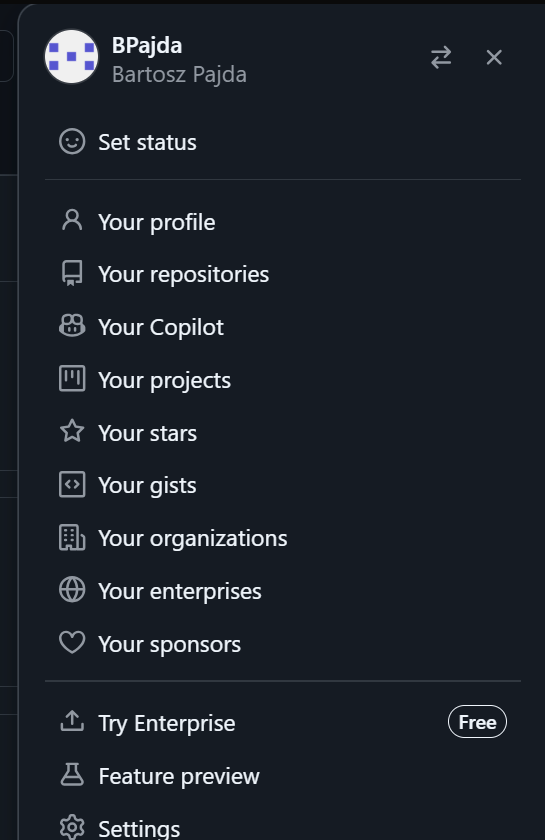 BPajda
Bartosz Pajda
Set status
Your profile
Your repositories
Your Copilot
Your projects
Your stars
Your gists
Your organizations
Your enterprises
Your sponsors
Try Enterprise Free
Feature preview
Settings